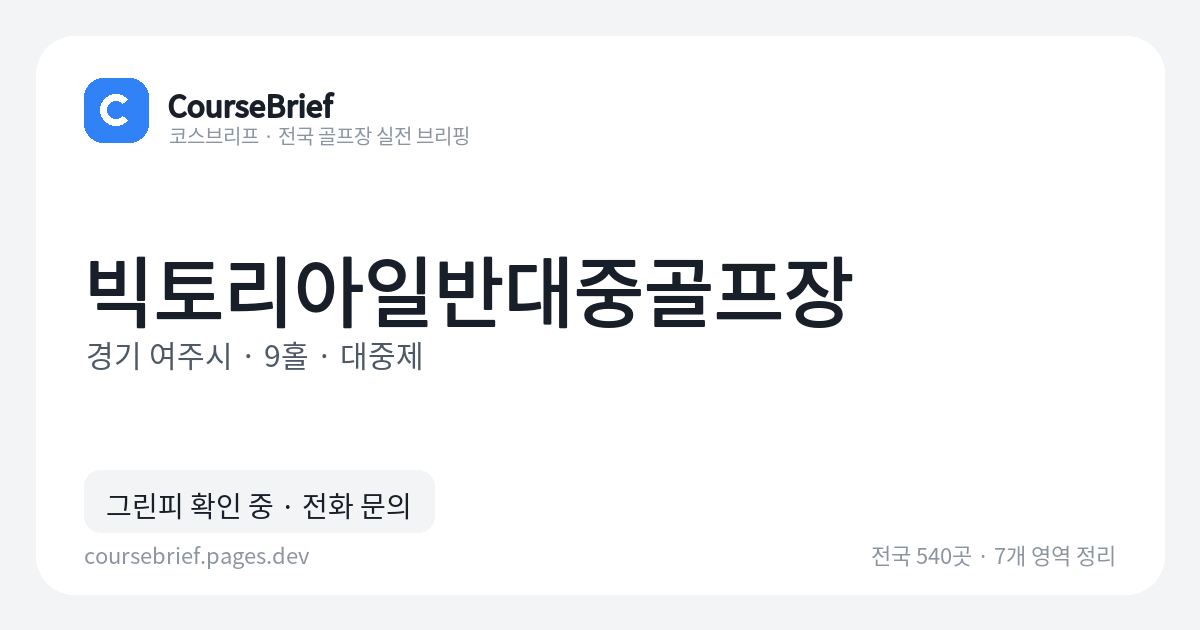 C
CourseBrief
코스브리프 · 전국 골프장 실전 브리핑
빅토리아일반대중골프장
경기 여주시 · 9홀 · 대중제
그린피 확인 중 · 전화 문의
coursebrief.pages.dev
전국 540곳 · 7개 영역 정리